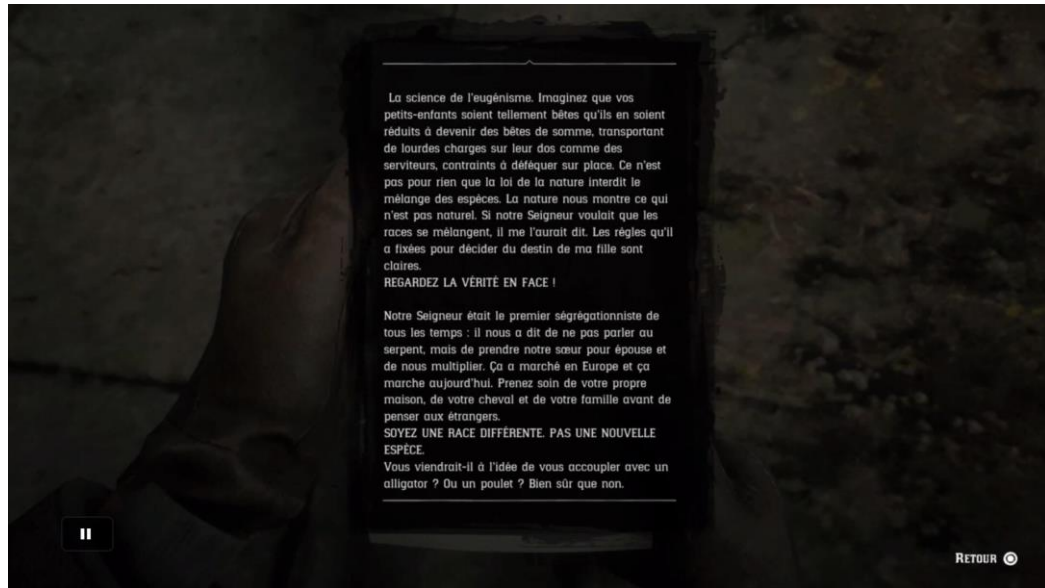 La science de l'eugénisme. Imaginez que vos
petits-enfants soient tellement bêtes qu'ils en soient
réduits à devenir des bêtes de somme, transportant
de lourdes charges sur leur dos comme des
serviteurs, contraints à déféquer sur place. Ce n'est
pas pour rien que la loi de la nature interdit le
mélange des espèces. La nature nous montre ce qui
n'est pas naturel. Si notre Seigneur voulait que les
races se mélangent, il me l'aurait dit. Les règles qu'il
a fixées pour décider du destin de ma fille sont
claires.
REGARDEZ LA VÉRITÉ EN FACE !
Notre Seigneur était le premier ségrégationniste de
tous les temps : il nous a dit de ne pas parler au
serpent, mais de prendre notre sœur pour épouse et
de nous multiplier. Ça a marché en Europe et ça
marche aujourd'hui. Prenez soin de votre propre
maison, de votre cheval et de votre famille avant de
penser aux étrangers.
SOYEZ UNE RACE DIFFÉRENTE. PAS UNE NOUVELLE
ESPÈCE.
Vous viendrait-il à l'idée de vous accoupler avec un
alligator ? Ou un poulet ? Bien sûr que non.
RETOUR